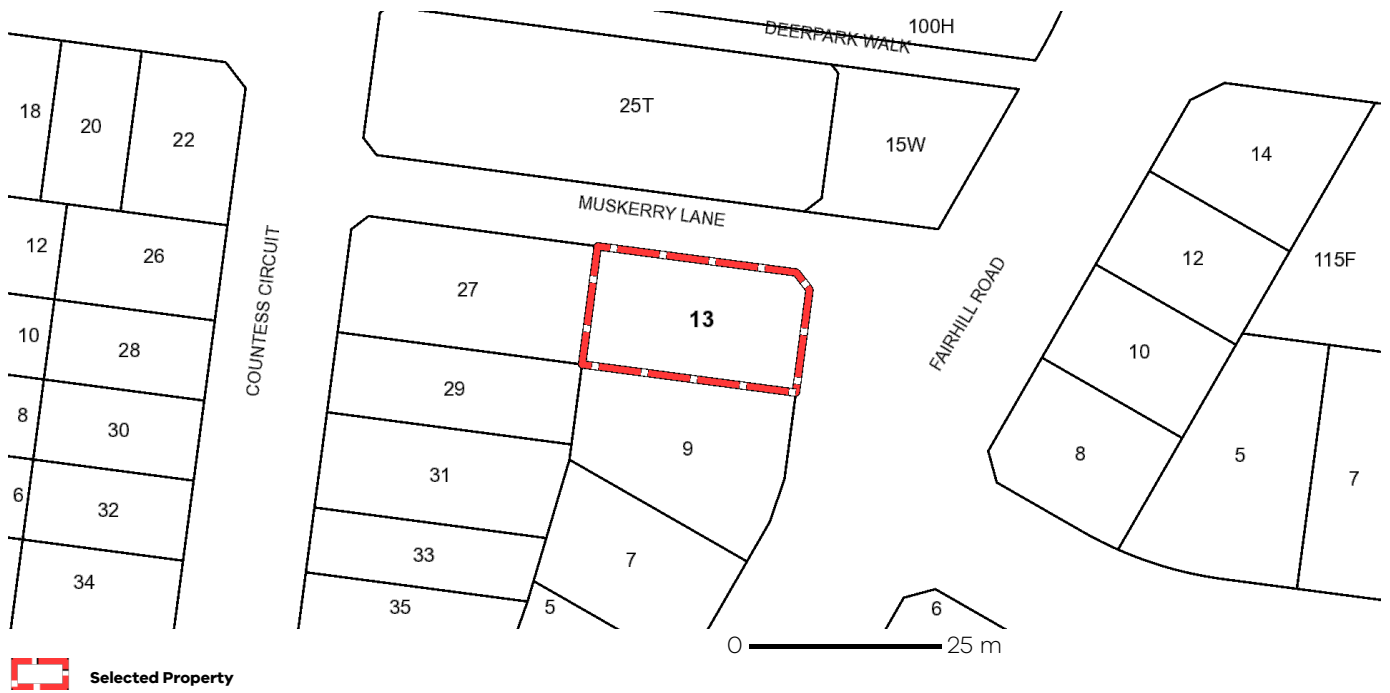 100H
DEERPARK WALK
18
20
22
25T
15W
14
MUSKERRY LANE
12
26
27
13
12
115F
COUNTESS CIRCUIT
FAIRHILL ROAD
10
28
29
10
8
30
31
9
8
5
7
6
32
33
7
34
35
5
6
0 25 m
Selected Property